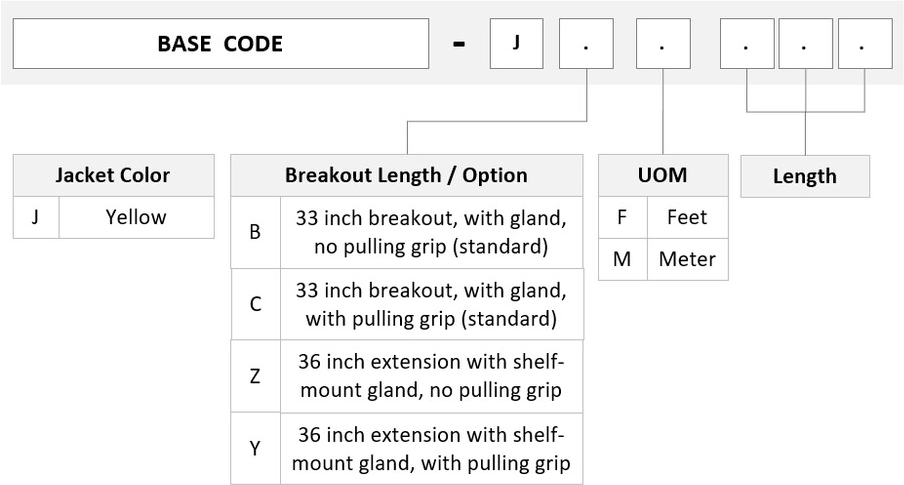 BASE CODE - J . . . . .
Jacket Color
J Yellow
Breakout Length / Option
B 33 inch breakout, with gland,
no pulling grip (standard)
C 33 inch breakout, with gland,
with pulling grip (standard)
Z 36 inch extension with shelf-
mount gland, no pulling grip
Y 36 inch extension with shelf-
mount gland, with pulling grip
UOM
F Feet
M Meter
Length